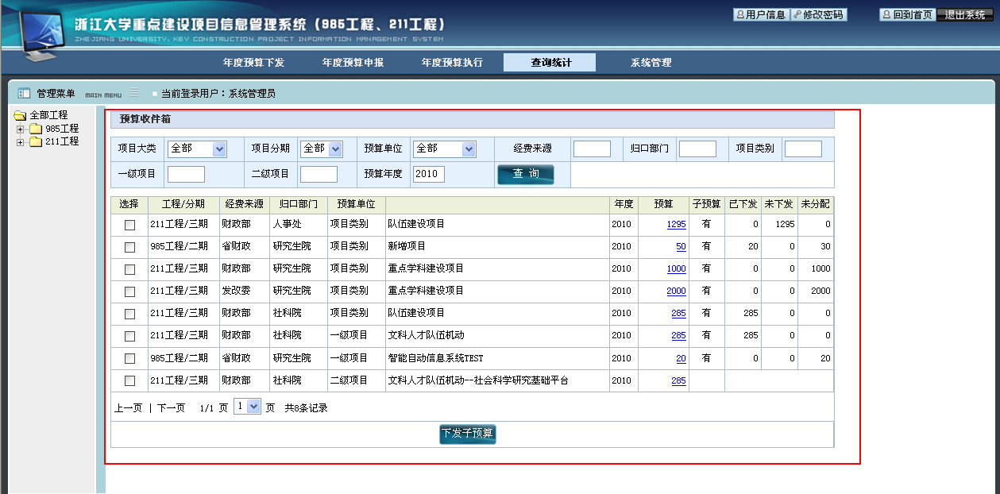 浙江大学重点建设项目信息管理系统（985工程、211工程）
ZHEJIANG UNIVERSITY. KEY CONSTRUCTION PROJECT INFORMATION MANAGEMENT SYSTEM
用户信息 修改密码 回到首页 退出系统
年度预算下发 年度预算申报 年度预算执行 查询统计 系统管理
管理菜单 MAIN MENU 当前登录用户：系统管理员
全部工程
985工程
211工程
预算收件箱
项目大类 全部 项目分期 全部 预算单位 全部 经费来源 归口部门 项目类别
一级项目 二级项目 预算年度 2010 查 询
选择 工程/分期 经费来源 归口部门 预算单位 年度 预算 子预算 已下发 未下发 未分配
211工程/三期 财政部 人事处 项目类别 队伍建设项目 2010 1295 有 0 1295 0
985工程/二期 省财政 研究生院 项目类别 新增项目 2010 50 有 20 0 30
211工程/三期 财政部 研究生院 项目类别 重点学科建设项目 2010 1000 有 0 0 1000
211工程/三期 发改委 研究生院 项目类别 重点学科建设项目 2010 2000 有 0 0 2000
211工程/三期 财政部 社科院 项目类别 队伍建设项目 2010 285 有 285 0 0
211工程/三期 财政部 社科院 一级项目 文科人才队伍机动 2010 285 有 285 0 0
985工程/二期 省财政 研究生院 一级项目 智能自动信息系统TEST 2010 20 有 0 0 20
211工程/三期 财政部 社科院 二级项目 文科人才队伍机动--社会科学研究基础平台 2010 285
上一页 | 下一页 1/1 页 1 页 共8条记录
下发子预算